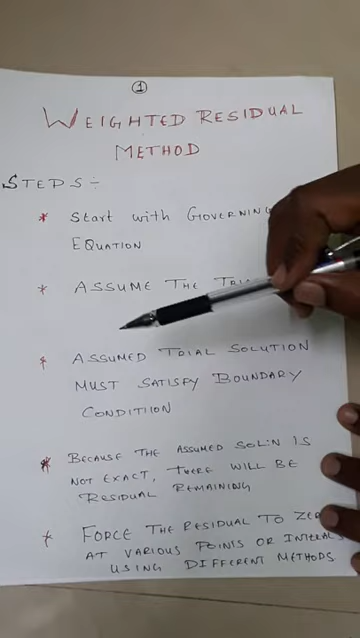 1
WEIGHTED RESIDUAL
METHOD
STEPS ÷
* Start with GOVERNING
EQUATION
* ASSUME THE
* ASSUMED TRIAL SOLUTION
MUST SATISFY BOUNDARY
CONDITIION
* BECAUSE THE ASSUMED SOL:N IS
NOT EXACT, THERE WILL BE
RESIDUAL REMAINING
* FORCE THE RESIDUAL TO
AT VARIOUS POINTS OR
USING DIFFERENT METHODS.